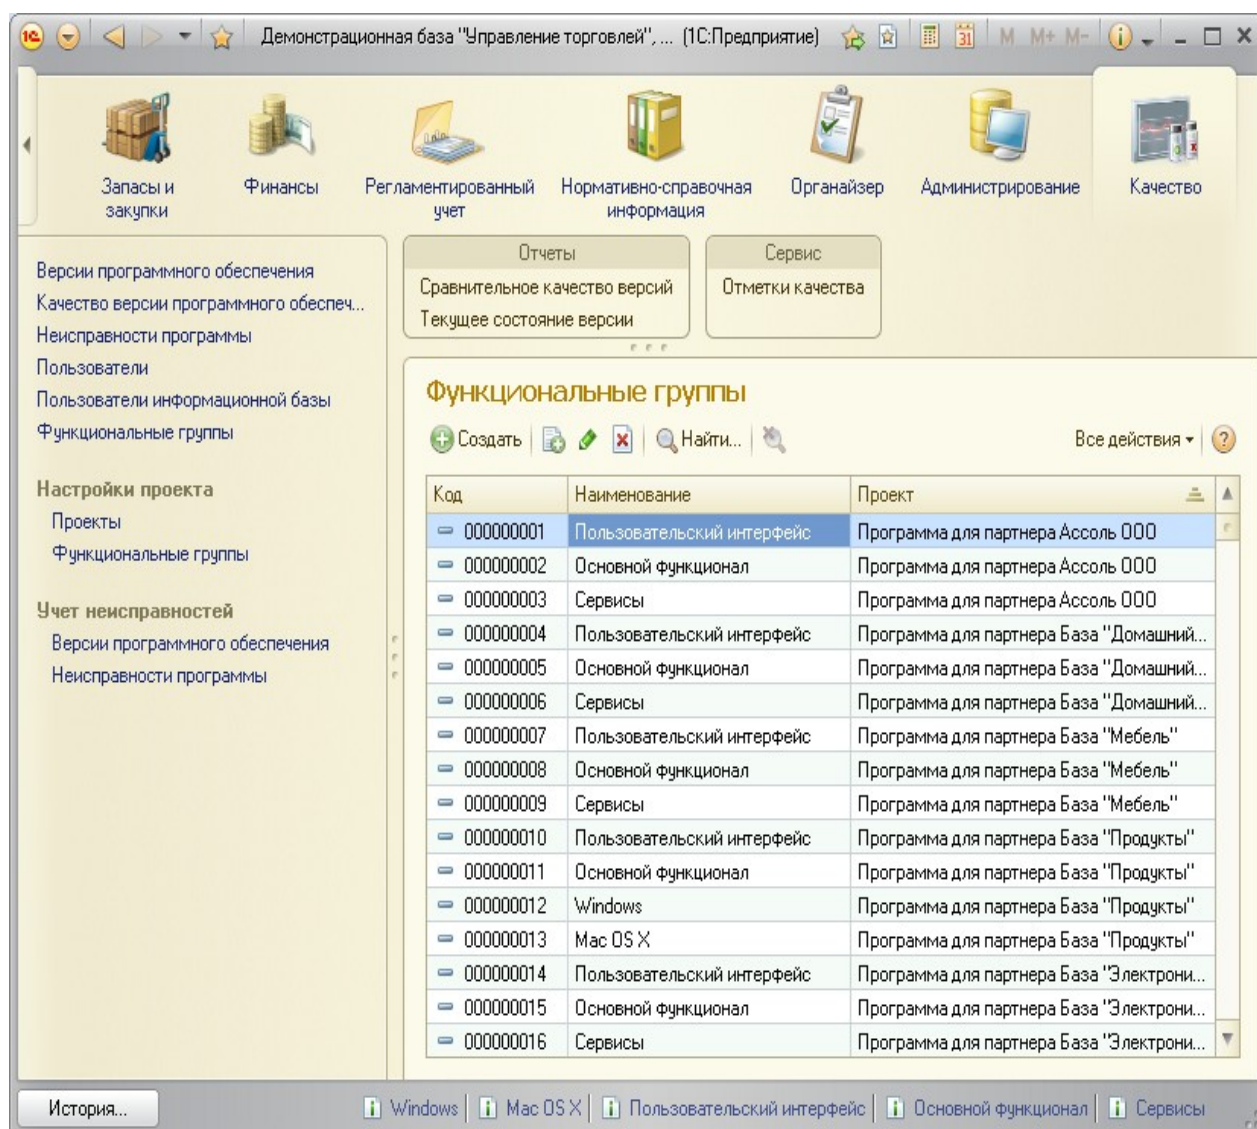 Демонстрационная база "Управление торговлей", ... (1С:Предприятие)
31 M M+ M-
Запасы и закупки
Финансы
Регламентированный учет
Нормативно-справочная информация
Органайзер
Администрирование
Качество
Версии программного обеспечения
Качество версии программного обеспеч...
Неисправности программы
Пользователи
Пользователи информационной базы
Функциональные группы
Настройки проекта
Проекты
Функциональные группы
Учет неисправностей
Версии программного обеспечения
Неисправности программы
Отчеты
Сравнительное качество версий
Текущее состояние версии
Сервис
Отметки качества
Функциональные группы
Создать Найти... Все действия ?
Код Наименование Проект
000000001 Пользовательский интерфейс Программа для партнера Ассоль ООО
000000002 Основной функционал Программа для партнера Ассоль ООО
000000003 Сервисы Программа для партнера Ассоль ООО
000000004 Пользовательский интерфейс Программа для партнера База "Домашний...
000000005 Основной функционал Программа для партнера База "Домашний...
000000006 Сервисы Программа для партнера База "Домашний...
000000007 Пользовательский интерфейс Программа для партнера База "Мебель"
000000008 Основной функционал Программа для партнера База "Мебель"
000000009 Сервисы Программа для партнера База "Мебель"
000000010 Пользовательский интерфейс Программа для партнера База "Продукты"
000000011 Основной функционал Программа для партнера База "Продукты"
000000012 Windows Программа для партнера База "Продукты"
000000013 Mac OS X Программа для партнера База "Продукты"
000000014 Пользовательский интерфейс Программа для партнера База "Электрони...
000000015 Основной функционал Программа для партнера База "Электрони...
000000016 Сервисы Программа для партнера База "Электрони...
История... Windows Mac OS X Пользовательский интерфейс Основной функционал Сервисы